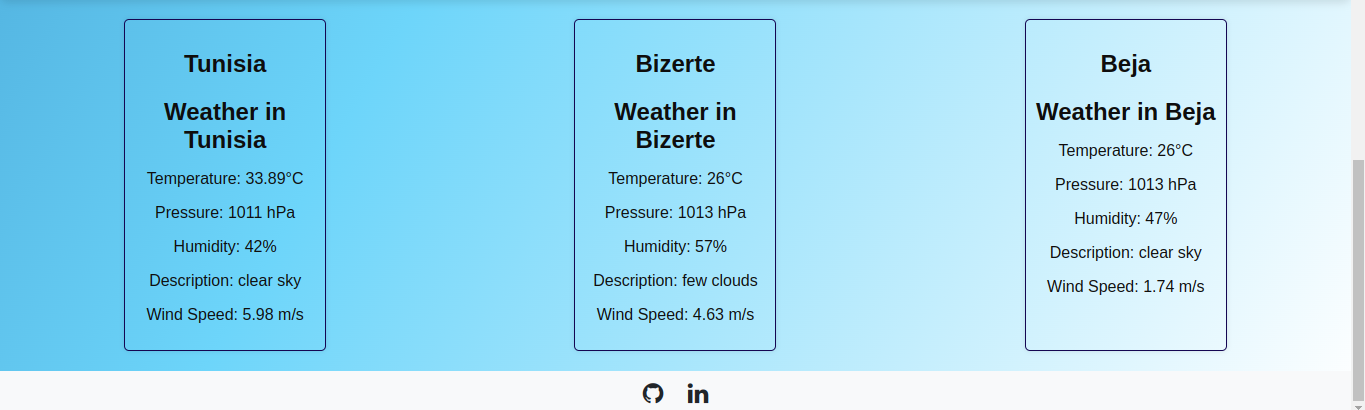 Tunisia
Weather in
Tunisia
Temperature: 33.89°C
Pressure: 1011 hPa
Humidity: 42%
Description: clear sky
Wind Speed: 5.98 m/s
Bizerte
Weather in
Bizerte
Temperature: 26°C
Pressure: 1013 hPa
Humidity: 57%
Description: few clouds
Wind Speed: 4.63 m/s
Beja
Weather in Beja
Temperature: 26°C
Pressure: 1013 hPa
Humidity: 47%
Description: clear sky
Wind Speed: 1.74 m/s
in